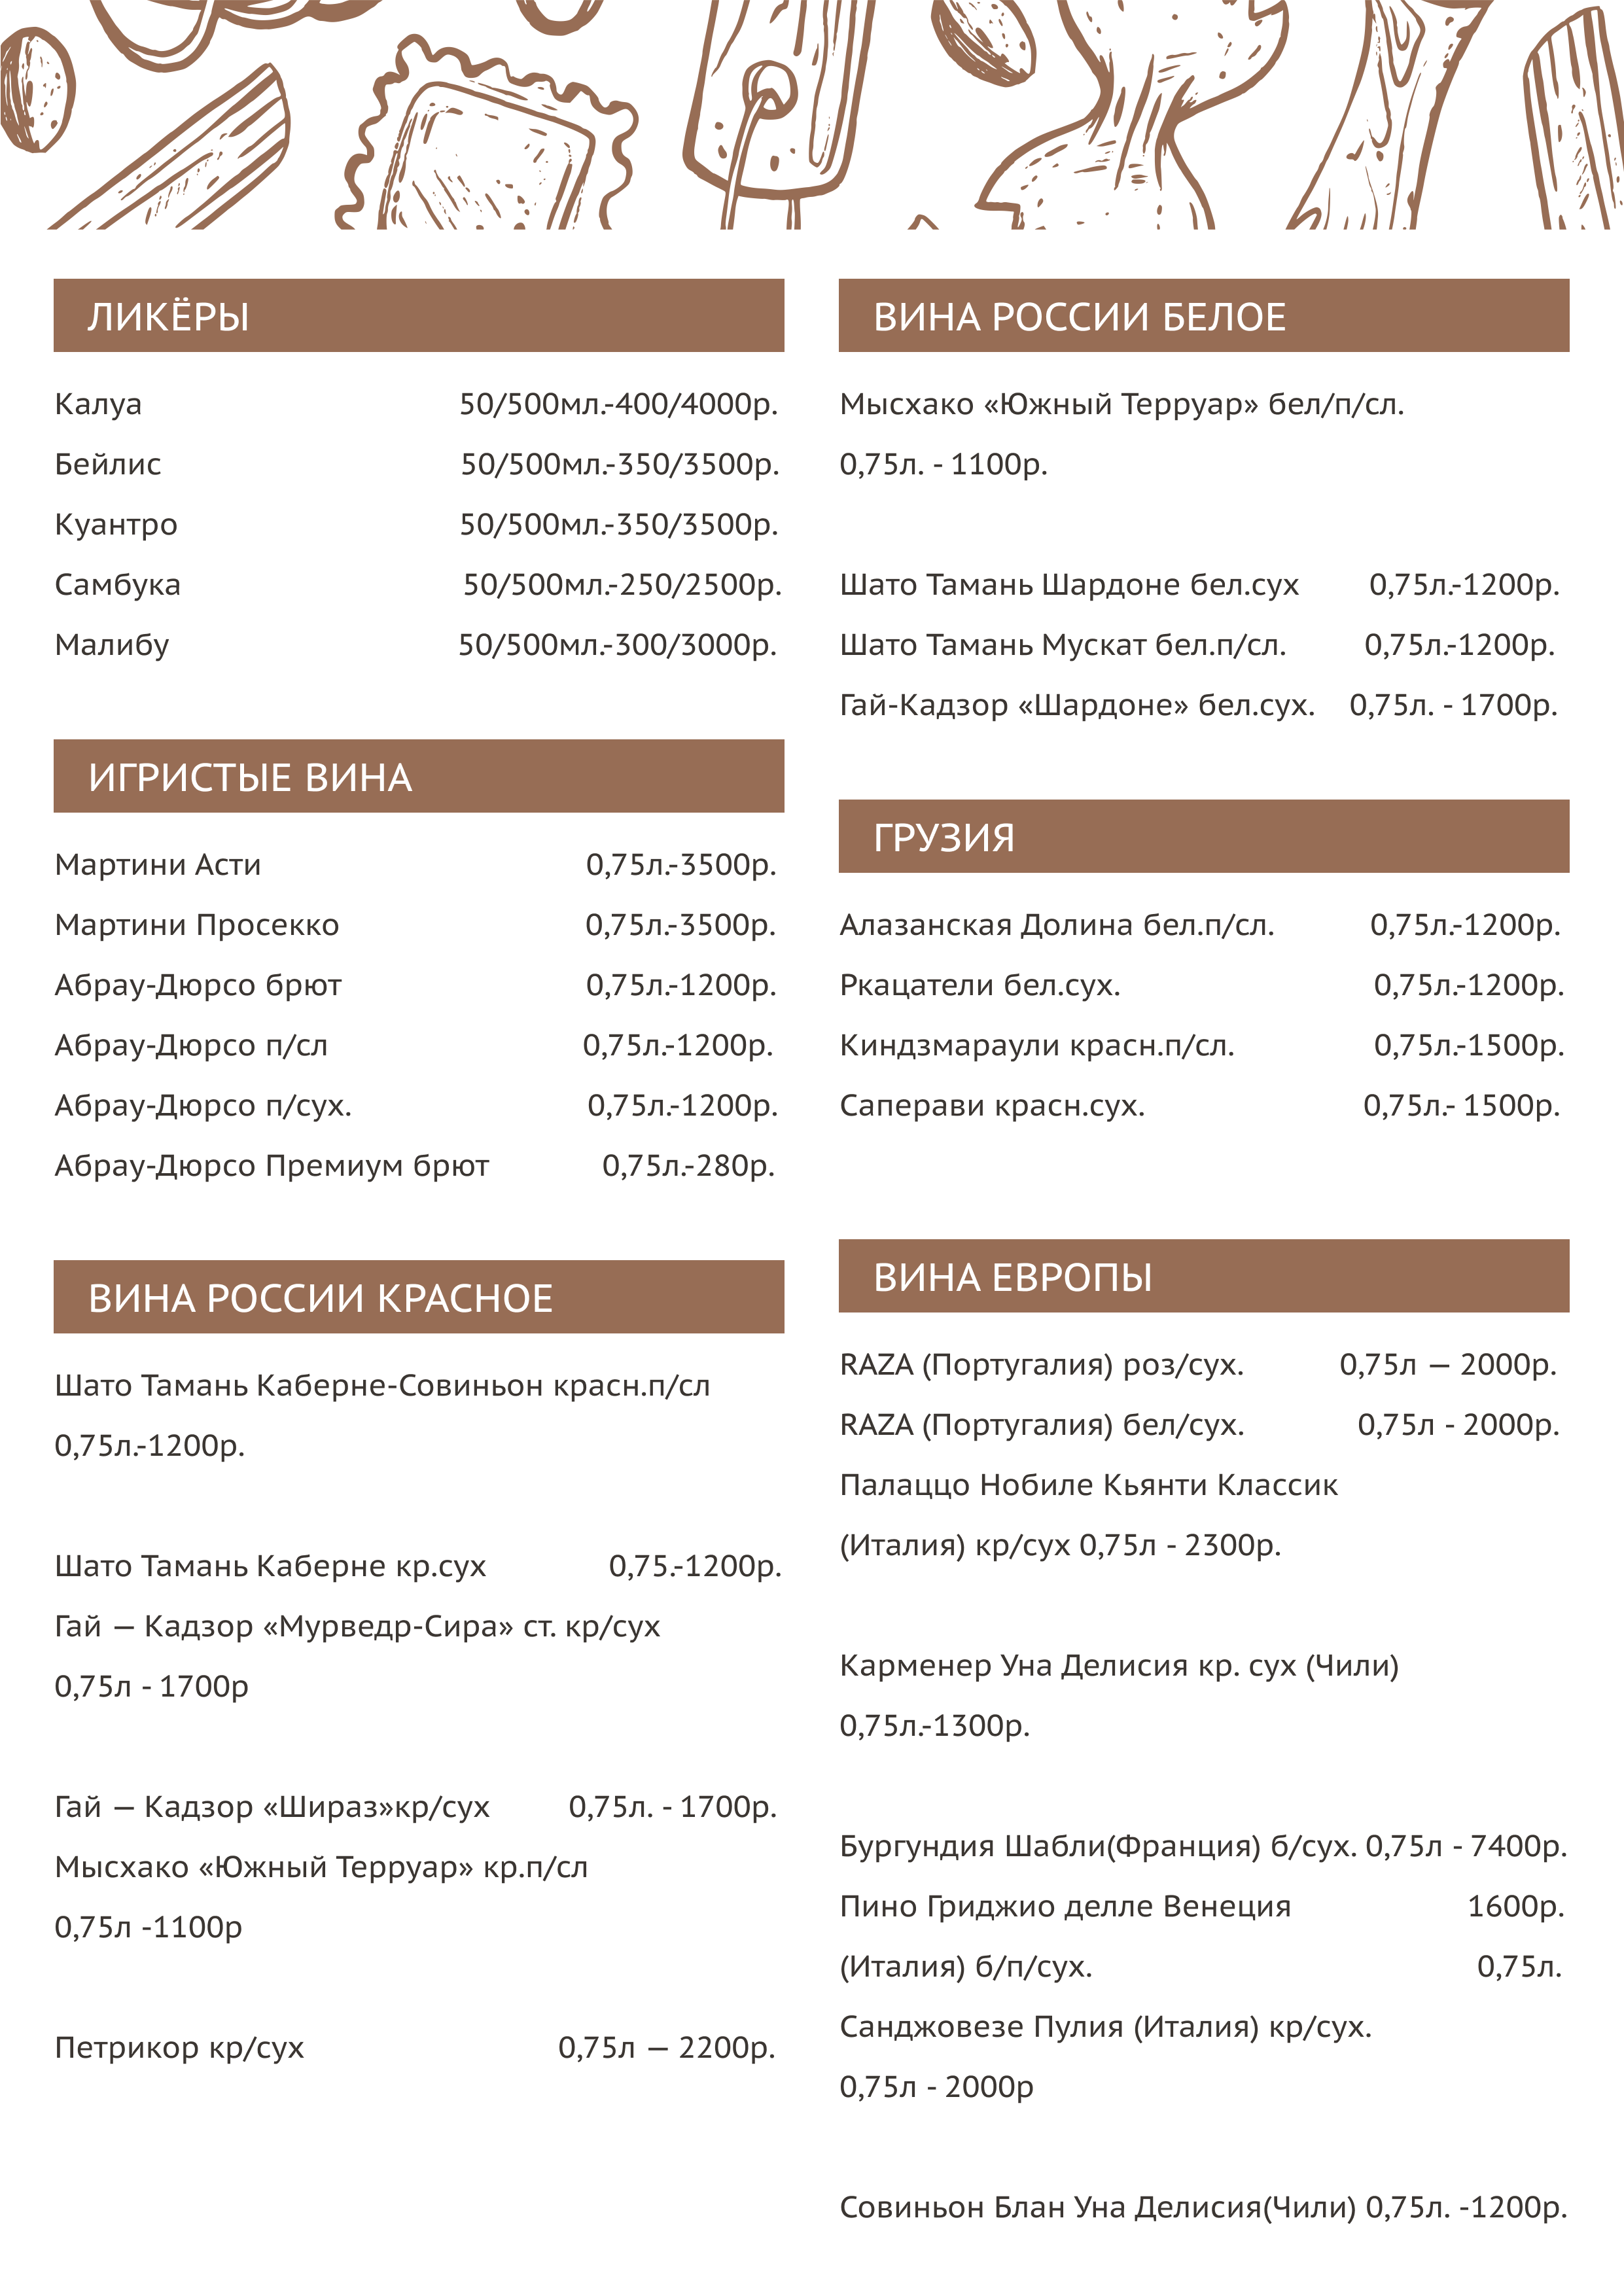 ЛИКЁРЫ
Калуа 50/500мл.-400/4000р.
Бейлис 50/500мл.-350/3500р.
Куантро 50/500мл.-350/3500р.
Самбука 50/500мл.-250/2500р.
Малибу 50/500мл.-300/3000р.
ИГРИСТЫЕ ВИНА
Мартини Асти 0,75л.-3500р.
Мартини Просекко 0,75л.-3500р.
Абрау-Дюрсо брют 0,75л.-1200р.
Абрау-Дюрсо п/сл 0,75л.-1200р.
Абрау-Дюрсо п/сух. 0,75л.-1200р.
Абрау-Дюрсо Премиум брют 0,75л.-280р.
ВИНА РОССИИ КРАСНОЕ
Шато Тамань Каберне-Совиньон красн.п/сл
0,75л.-1200р.
Шато Тамань Каберне кр.сух 0,75.-1200р.
Гай — Кадзор «Мурведр-Сира» ст. кр/сух
0,75л - 1700р
Гай — Кадзор «Шираз»кр/сух 0,75л. - 1700р.
Мысхако «Южный Терруар» кр.п/сл
0,75л -1100р
Петрикор кр/сух 0,75л — 2200р.
ВИНА РОССИИ БЕЛОЕ
Мысхако «Южный Терруар» бел/п/сл.
0,75л. - 1100р.
Шато Тамань Шардоне бел.сух 0,75л.-1200р.
Шато Тамань Мускат бел.п/сл. 0,75л.-1200р.
Гай-Кадзор «Шардоне» бел.сух. 0,75л. - 1700р.
ГРУЗИЯ
Алазанская Долина бел.п/сл. 0,75л.-1200р.
Ркацатели бел.сух. 0,75л.-1200р.
Киндзмараули красн.п/сл. 0,75л.-1500р.
Саперави красн.сух. 0,75л.- 1500р.
ВИНА ЕВРОПЫ
RAZA (Португалия) роз/сух. 0,75л — 2000р.
RAZA (Португалия) бел/сух. 0,75л - 2000р.
Палаццо Нобиле Кьянти Классик
(Италия) кр/сух 0,75л - 2300р.
Карменер Уна Делисия кр. сух (Чили)
0,75л.-1300р.
Бургундия Шабли(Франция) б/сух. 0,75л - 7400р.
Пино Гриджио делле Венеция 1600р.
(Италия) б/п/сух. 0,75л.
Санджовезе Пулия (Италия) кр/сух.
0,75л - 2000р
Совиньон Блан Уна Делисия(Чили) 0,75л. -1200р.